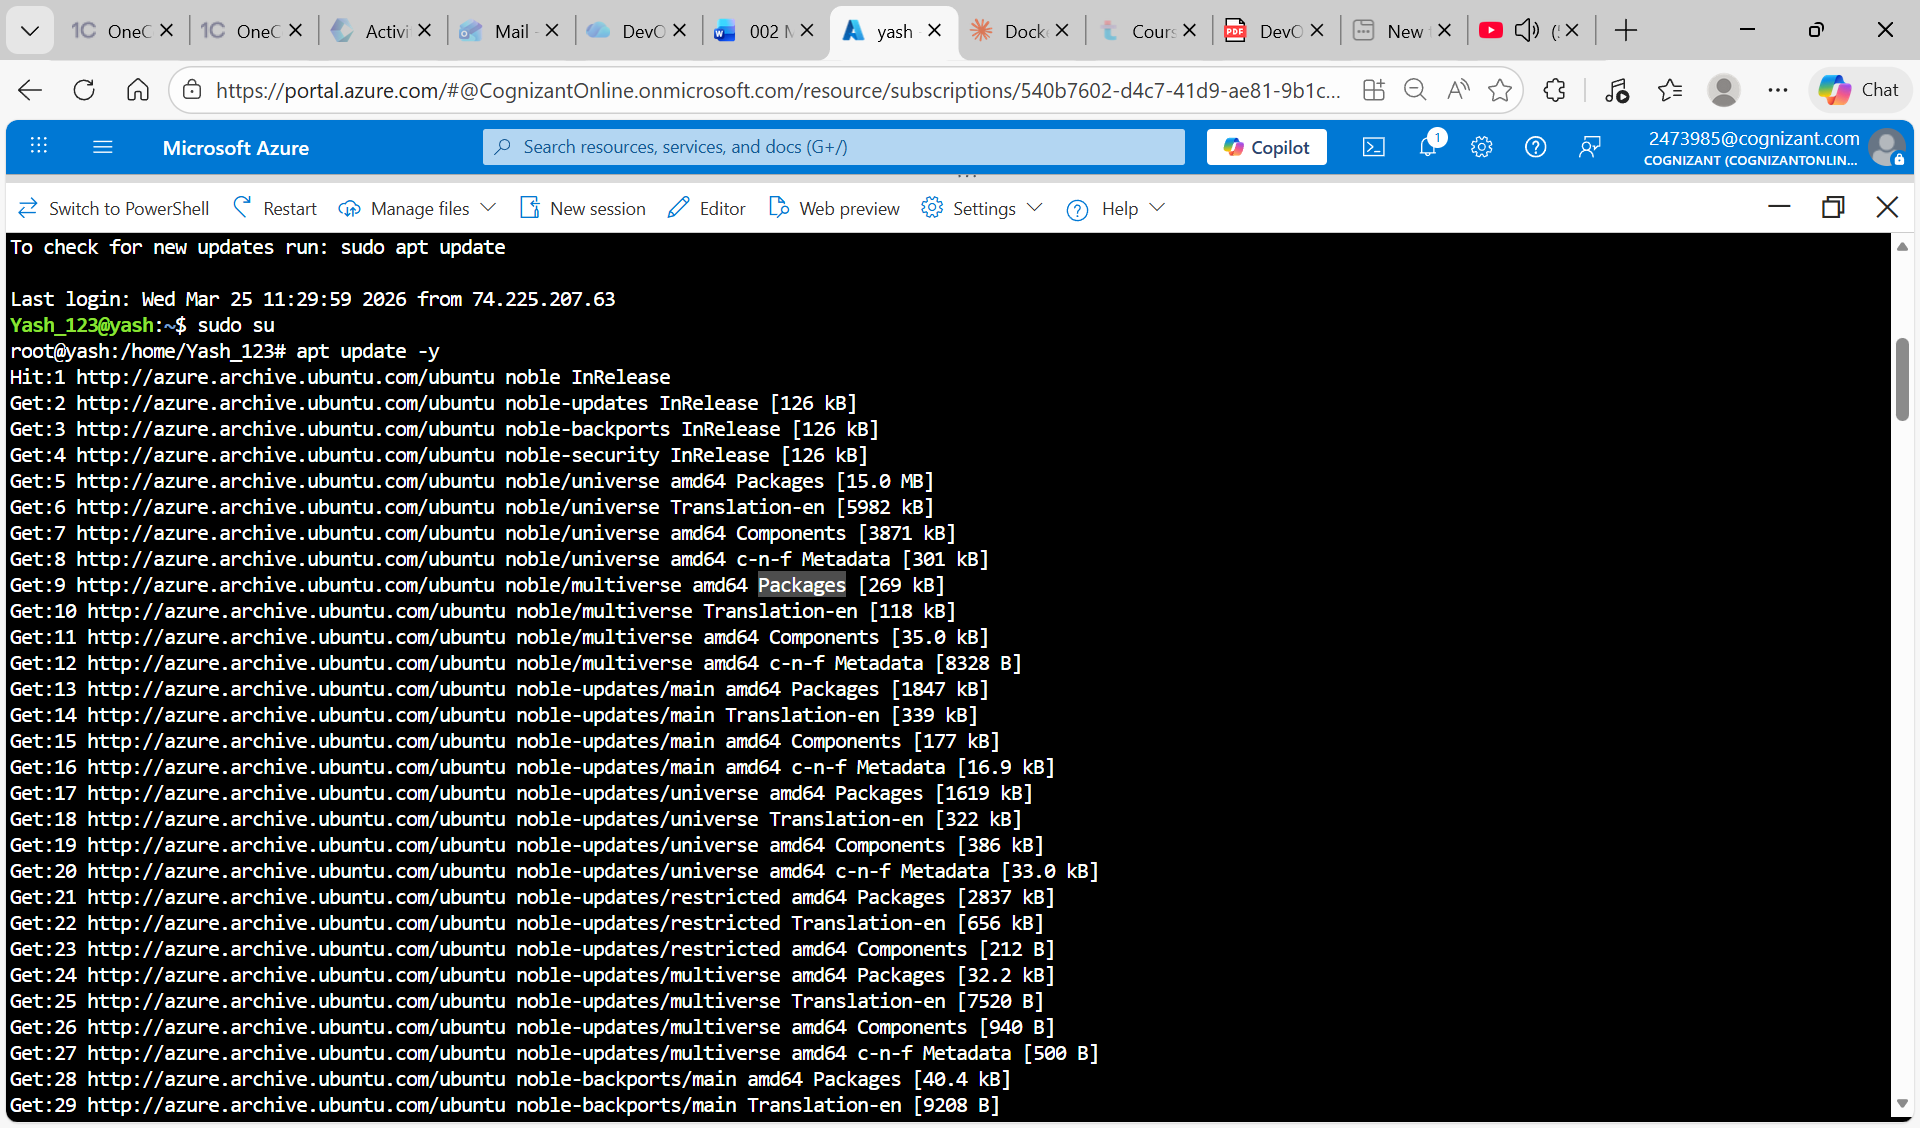 OneC
OneC
Activi
Mail -
DevO
002 M
yash
Docke
Cours
DevO
New
https://portal.azure.com/#@CognizantOnline.onmicrosoft.com/resource/subscriptions/540b7602-d4c7-41d9-ae81-9b1c...
Chat
Microsoft Azure
Search resources, services, and docs (G+/)
Copilot
1
2473985@cognizant.com
COGNIZANT (COGNIZANTONLIN...
Switch to PowerShell
Restart
Manage files
New session
Editor
Web preview
Settings
Help
To check for new updates run: sudo apt update
Last login: Wed Mar 25 11:29:59 2026 from 74.225.207.63
Yash_123@yash:~$ sudo su
root@yash:/home/Yash_123# apt update -y
Hit:1 http://azure.archive.ubuntu.com/ubuntu noble InRelease
Get:2 http://azure.archive.ubuntu.com/ubuntu noble-updates InRelease [126 kB]
Get:3 http://azure.archive.ubuntu.com/ubuntu noble-backports InRelease [126 kB]
Get:4 http://azure.archive.ubuntu.com/ubuntu noble-security InRelease [126 kB]
Get:5 http://azure.archive.ubuntu.com/ubuntu noble/universe amd64 Packages [15.0 MB]
Get:6 http://azure.archive.ubuntu.com/ubuntu noble/universe Translation-en [5982 kB]
Get:7 http://azure.archive.ubuntu.com/ubuntu noble/universe amd64 Components [3871 kB]
Get:8 http://azure.archive.ubuntu.com/ubuntu noble/universe amd64 c-n-f Metadata [301 kB]
Get:9 http://azure.archive.ubuntu.com/ubuntu noble/multiverse amd64 Packages [269 kB]
Get:10 http://azure.archive.ubuntu.com/ubuntu noble/multiverse Translation-en [118 kB]
Get:11 http://azure.archive.ubuntu.com/ubuntu noble/multiverse amd64 Components [35.0 kB]
Get:12 http://azure.archive.ubuntu.com/ubuntu noble/multiverse amd64 c-n-f Metadata [8328 B]
Get:13 http://azure.archive.ubuntu.com/ubuntu noble-updates/main amd64 Packages [1847 kB]
Get:14 http://azure.archive.ubuntu.com/ubuntu noble-updates/main Translation-en [339 kB]
Get:15 http://azure.archive.ubuntu.com/ubuntu noble-updates/main amd64 Components [177 kB]
Get:16 http://azure.archive.ubuntu.com/ubuntu noble-updates/main amd64 c-n-f Metadata [16.9 kB]
Get:17 http://azure.archive.ubuntu.com/ubuntu noble-updates/universe amd64 Packages [1619 kB]
Get:18 http://azure.archive.ubuntu.com/ubuntu noble-updates/universe Translation-en [322 kB]
Get:19 http://azure.archive.ubuntu.com/ubuntu noble-updates/universe amd64 Components [386 kB]
Get:20 http://azure.archive.ubuntu.com/ubuntu noble-updates/universe amd64 c-n-f Metadata [33.0 kB]
Get:21 http://azure.archive.ubuntu.com/ubuntu noble-updates/restricted amd64 Packages [2837 kB]
Get:22 http://azure.archive.ubuntu.com/ubuntu noble-updates/restricted Translation-en [656 kB]
Get:23 http://azure.archive.ubuntu.com/ubuntu noble-updates/restricted amd64 Components [212 B]
Get:24 http://azure.archive.ubuntu.com/ubuntu noble-updates/multiverse amd64 Packages [32.2 kB]
Get:25 http://azure.archive.ubuntu.com/ubuntu noble-updates/multiverse Translation-en [7520 B]
Get:26 http://azure.archive.ubuntu.com/ubuntu noble-updates/multiverse amd64 Components [940 B]
Get:27 http://azure.archive.ubuntu.com/ubuntu noble-updates/multiverse amd64 c-n-f Metadata [500 B]
Get:28 http://azure.archive.ubuntu.com/ubuntu noble-backports/main amd64 Packages [40.4 kB]
Get:29 http://azure.archive.ubuntu.com/ubuntu noble-backports/main Translation-en [9208 B]